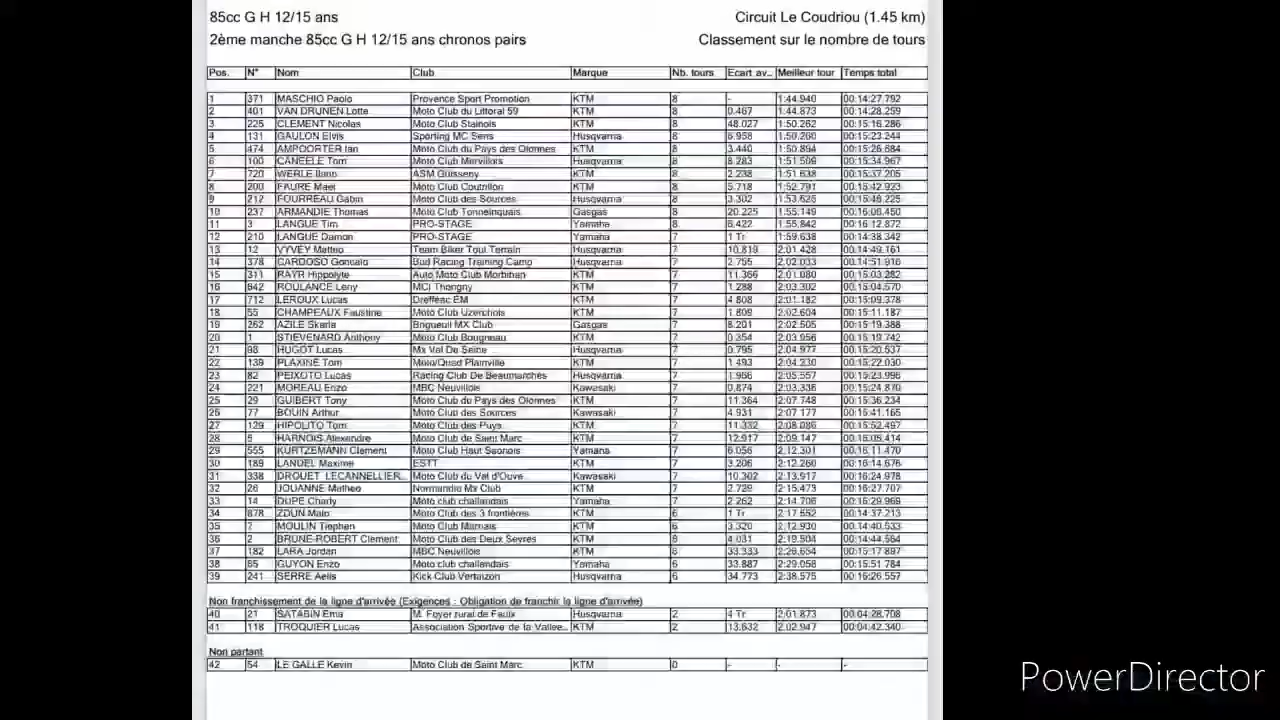 85cc G H 12/15 ans Circuit Le Coudriou (1.45 km)
2ème manche 85cc G H 12/15 ans chronos pairs Classement sur le nombre de tours
Pos. N° Nom Club Marque Nb. tours Ecart av... Meilleur tour Temps total
1 371 MASCHIO Paolo Provence Sport Promotion KTM 8 - 1:44.940 00:14:27.792
2 401 VAN DRUNEN Lotte Moto Club du Littoral 59 KTM 8 0.467 1:44.873 00:14:28.259
3 225 CLEMENT Nicolas Moto Club Stainois KTM 8 48.027 1:50.262 00:15:16.286
4 131 GAULON Elvis Sporting MC Sens Husqvarna 8 6.958 1:50.260 00:15:23.244
5 474 AMPOORTER Ian Moto Club du Pays des Olonnes KTM 8 3.440 1:50.894 00:15:26.684
6 100 CANEELE Tom Moto Club Mervillois Husqvarna 8 8.283 1:51.509 00:15:34.967
7 720 WERLE Ilann ASM Guisseny KTM 8 2.238 1:51.638 00:15:37.205
8 200 FAURE Mael Moto Club Coutrillon KTM 8 5.718 1:52.791 00:15:42.923
9 212 FOURREAU Gabin Moto Club des Sources Husqvarna 8 3.302 1:53.625 00:15:46.225
10 237 ARMANDIE Thomas Moto Club Tonneinquais Gasgas 8 20.225 1:55.149 00:16:06.450
11 3 LANGUE Tim PRO-STAGE Yamaha 8 6.422 1:55.842 00:16:12.872
12 210 LANGUE Damon PRO-STAGE Yamaha 7 1 Tr 1:59.638 00:14:38.342
13 12 VYVEY Matteo Team Biker Tout Terrain Husqvarna 7 10.819 2:01.428 00:14:49.161
14 378 CARDOSO Goncalo Bud Racing Training Camp Husqvarna 7 2.755 2:02.033 00:14:51.916
15 311 RAYR Hippolyte Auto Moto Club Morbihan KTM 7 11.366 2:01.080 00:15:03.282
16 642 ROULANCE Leny MCI Thorigny KTM 7 1.288 2:03.302 00:15:04.570
17 712 LEROUX Lucas Dreffeac EM KTM 7 4.808 2:01.182 00:15:09.378
18 55 CHAMPEAUX Faustine Moto Club Uzerchois KTM 7 1.809 2:02.604 00:15:11.187
19 262 AZILE Skerla Brigueuil MX Club Gasgas 7 8.201 2:02.505 00:15:19.388
20 1 STIEVENARD Anthony Moto Club Bougneau KTM 7 0.354 2:03.956 00:15:19.742
21 98 HUGOT Lucas Mx Val De Seine Husqvarna 7 0.795 2:04.977 00:15:20.537
22 139 PLAXINE Tom Moto/Quad Plainville KTM 7 1.493 2:04.230 00:15:22.030
23 82 PEIXOTO Lucas Racing Club De Beaumarches Husqvarna 7 1.966 2:05.557 00:15:23.996
24 221 MOREAU Enzo MBC Neuvillois Kawasaki 7 0.874 2:03.336 00:15:24.870
25 29 GUIBERT Tony Moto Club du Pays des Olonnes KTM 7 11.364 2:07.748 00:15:36.234
26 77 BOUIN Arthur Moto Club des Sources Kawasaki 7 4.931 2:07.177 00:15:41.165
27 129 HIPOLITO Tom Moto Club des Puys KTM 7 11.332 2:08.086 00:15:52.497
28 5 HARNOIS Alexandre Moto Club de Saint Marc KTM 7 12.917 2:09.147 00:16:05.414
29 555 KURTZEMANN Clement Moto Club Haut Saonois Yamaha 7 6.056 2:12.301 00:16:11.470
30 189 LANDEL Maxime ESTT KTM 7 3.206 2:12.260 00:16:14.676
31 338 DROUET LECANNELLIER... Moto Club du Val d'Ouve Kawasaki 7 10.302 2:13.917 00:16:24.978
32 26 JOUANNE Matheo Normandie Mx Club KTM 7 2.729 2:15.473 00:16:27.707
33 14 DUPE Charly Moto club challandais Yamaha 7 2.262 2:14.706 00:16:29.969
34 878 ZDUN Malo Moto Club des 3 frontières KTM 6 1 Tr 2:17.552 00:14:37.213
35 7 MOULIN Tiephen Moto Club Marnais KTM 6 3.320 2:12.930 00:14:40.533
36 2 BRUNE-ROBERT Clement Moto Club des Deux Sevres KTM 6 4.031 2:19.504 00:14:44.564
37 182 LARA Jordan MBC Neuvillois KTM 6 33.333 2:26.654 00:15:17.897
38 65 GUYON Enzo Moto club challandais Yamaha 6 33.887 2:29.058 00:15:51.784
39 241 SERRE Aelis Kick Club Vertaizon Husqvarna 6 34.773 2:38.575 00:16:26.557
Non franchissement de la ligne d'arrivée (Exigences : Obligation de franchir la ligne d'arrivée)
40 21 SATABIN Ema M. Foyer rural de Faulx Husqvarna 2 4 Tr 2:01.873 00:04:28.708
41 118 TROQUIER Lucas Association Sportive de la Vallee... KTM 2 13.632 2:02.947 00:04:42.340
Non partant
42 54 LE GALLE Kevin Moto Club de Saint Marc KTM 0 - - -
PowerDirector